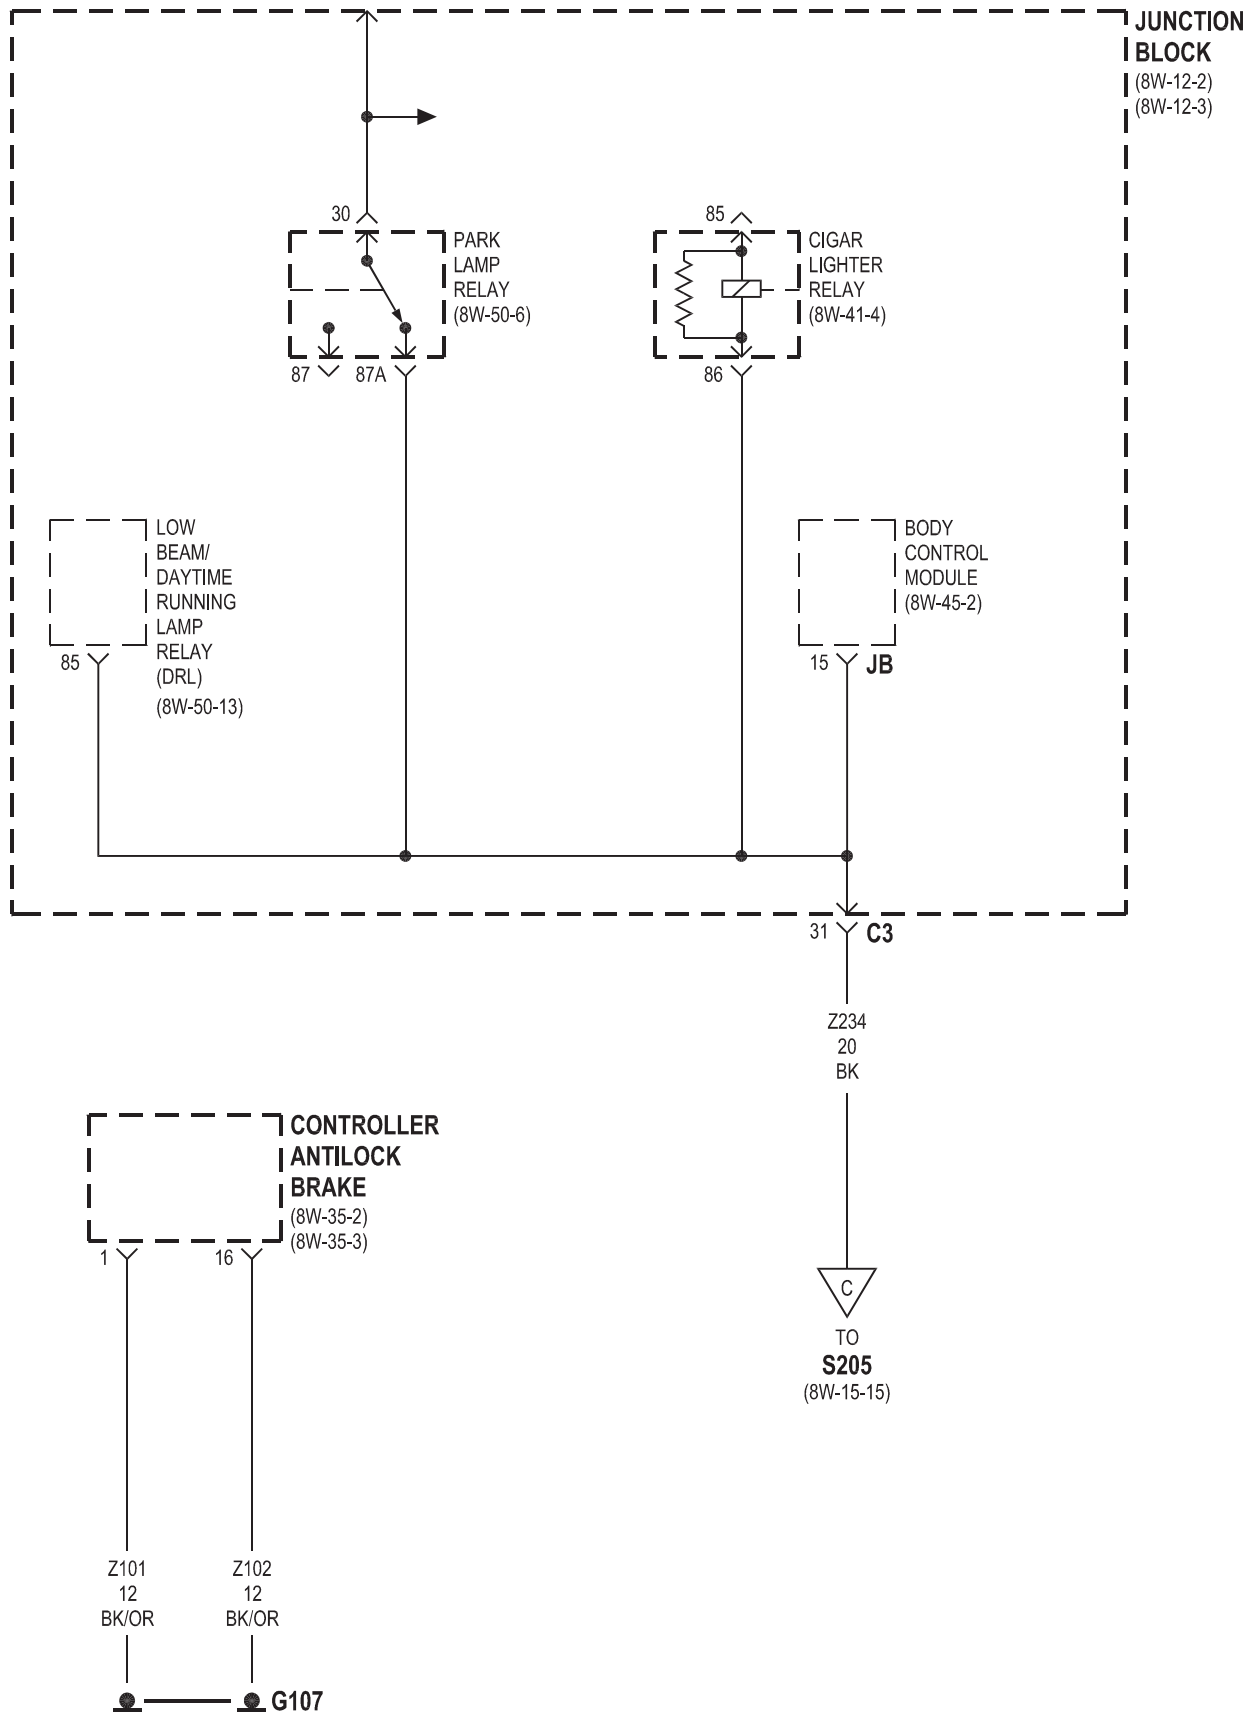 JUNCTION
BLOCK
(8W-12-2)
(8W-12-3)
30
PARK
LAMP
RELAY
(8W-50-6)
87
87A
85
CIGAR
LIGHTER
RELAY
(8W-41-4)
86
LOW
BEAM/
DAYTIME
RUNNING
LAMP
RELAY
(DRL)
(8W-50-13)
85
BODY
CONTROL
MODULE
(8W-45-2)
15
JB
31
C3
Z234
20
BK
CONTROLLER
ANTILOCK
BRAKE
(8W-35-2)
(8W-35-3)
1
16
C
TO
S205
(8W-15-15)
Z101
12
BK/OR
Z102
12
BK/OR
G107